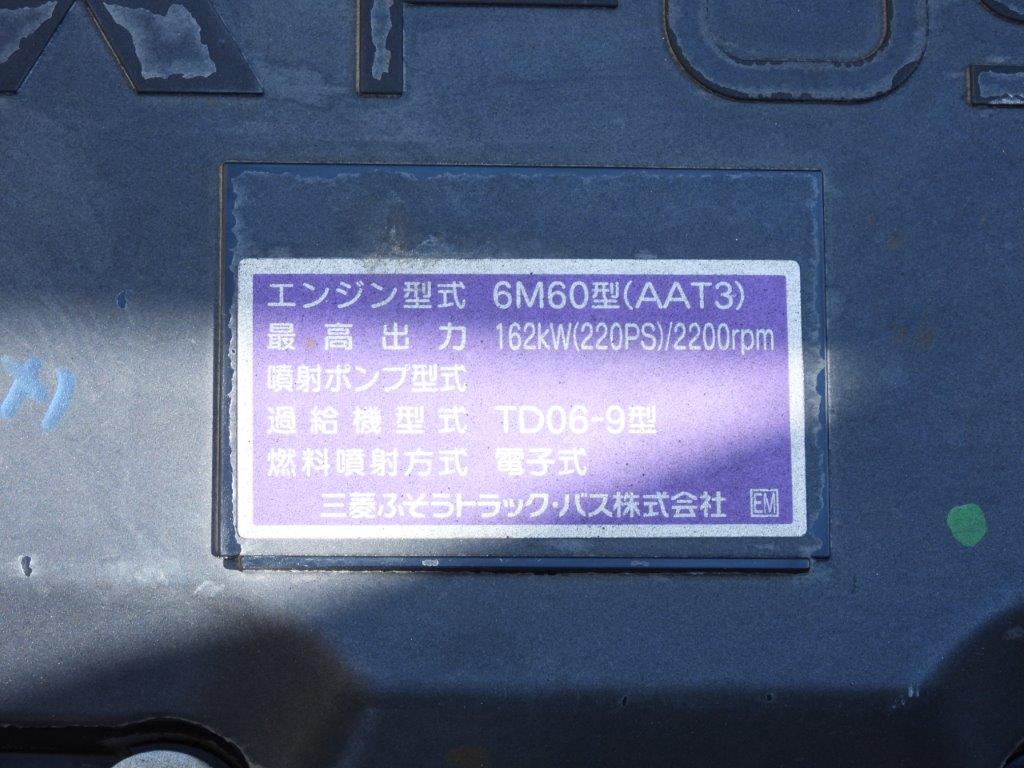 エンジン型式 6M60型(AAT3)
最高出力 162kW(220PS)/2200rpm
噴射ポンプ型式
過給機型式 TD06-9型
燃料噴射方式 電子式
三菱ふそうトラック・バス株式会社 EM